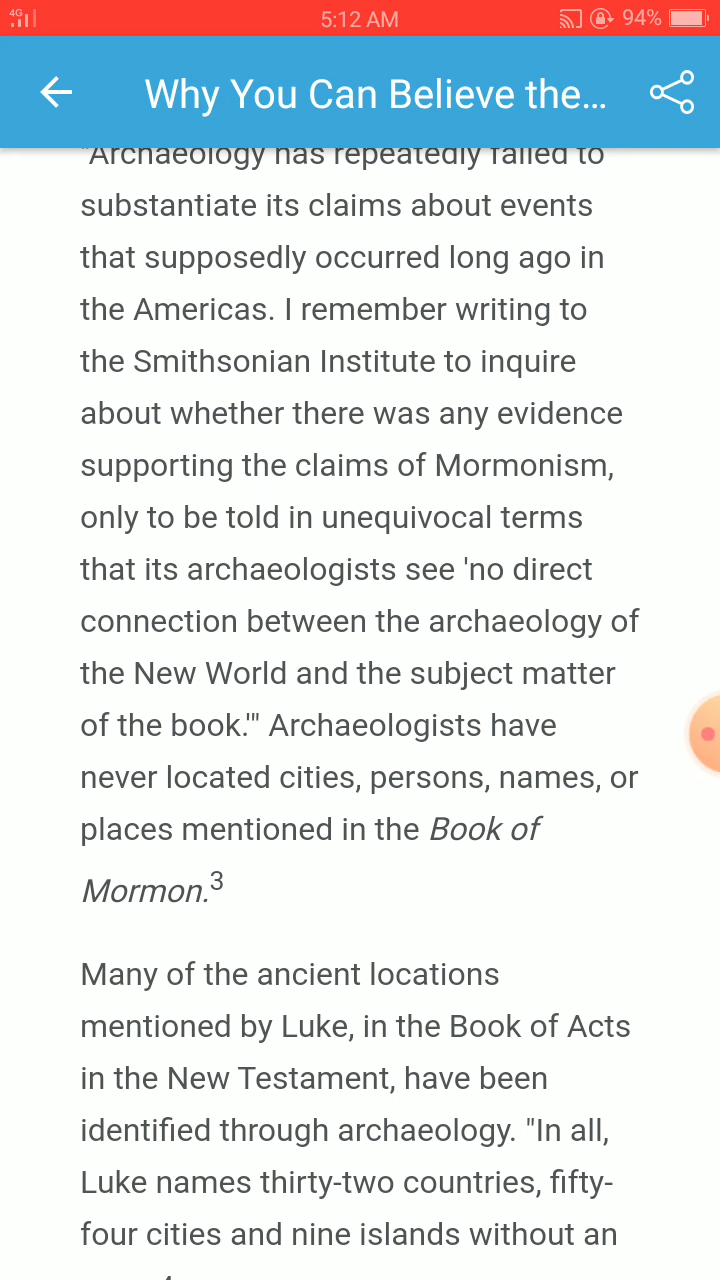 4G
5:12 AM
94%
Why You Can Believe the...
"Archaeology has repeatedly failed to
substantiate its claims about events
that supposedly occurred long ago in
the Americas. I remember writing to
the Smithsonian Institute to inquire
about whether there was any evidence
supporting the claims of Mormonism,
only to be told in unequivocal terms
that its archaeologists see 'no direct
connection between the archaeology of
the New World and the subject matter
of the book.'" Archaeologists have
never located cities, persons, names, or
places mentioned in the Book of
Mormon.3
Many of the ancient locations
mentioned by Luke, in the Book of Acts
in the New Testament, have been
identified through archaeology. "In all,
Luke names thirty-two countries, fifty-
four cities and nine islands without an